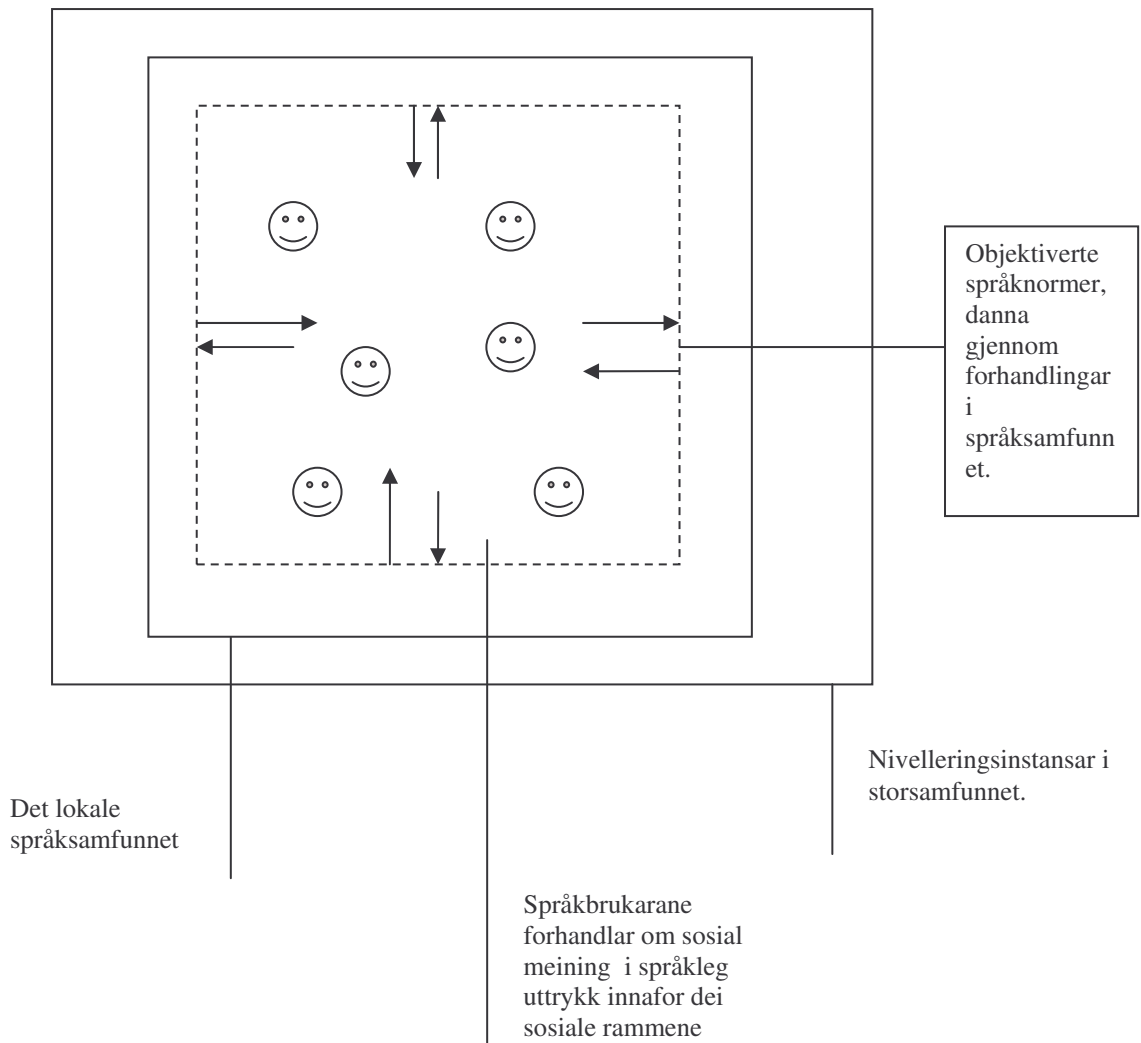 Objektiverte
språknormer,
danna
gjennom
forhandlingar
i
språksamfunn
et.
Nivelleringsinstansar i
storsamfunnet.
Det lokale
språksamfunnet
Språkbrukarane
forhandlar om sosial
meining i språkleg
uttrykk innafor dei
sosiale rammene